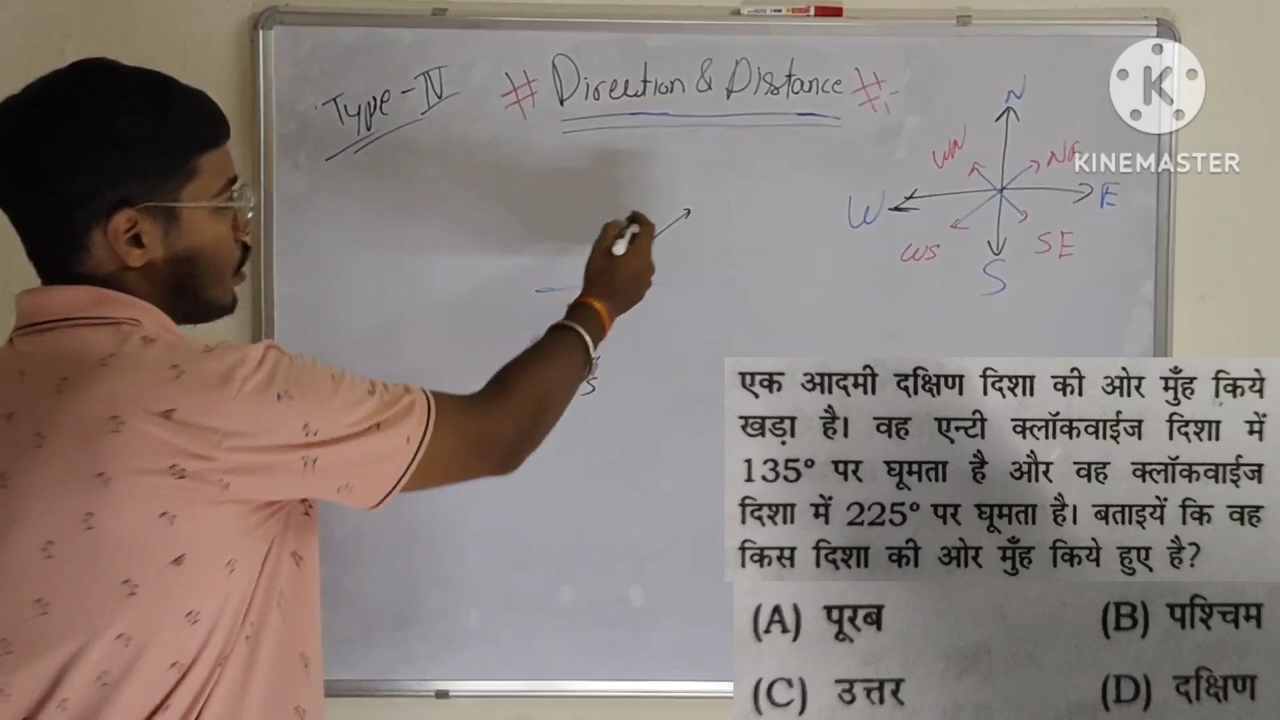 Type-IV # Direction & Distance #
N
WN NE
KINEMASTER
W E
WS SE
S
S
एक आदमी दक्षिण दिशा की ओर मुँह किये
खड़ा है। वह एन्टी क्लॉकवाईज दिशा में
135° पर घूमता है और वह क्लॉकवाईज
दिशा में 225° पर घूमता है। बताइयें कि वह
किस दिशा की ओर मुँह किये हुए है?
(A) पूरब (B) पश्चिम
(C) उत्तर (D) दक्षिण